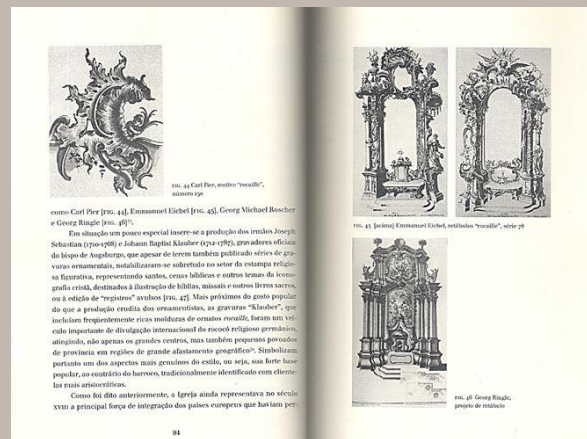 FIG. 44 Carl Pier, motivo "rocaille",
número 150
como Carl Pier [FIG. 44], Emmanuel Eichel [FIG. 45], Georg Michael Roscher
e Georg Ringle [FIG. 46]
Em situação um pouco especial insere-se a produção dos irmãos Joseph
Sebastian (1710-1768) e Johann Baptist Klauber (1712-1787), gravadores oficiais
do bispo de Augsburgo, que apesar de terem também publicado séries de gra-
vuras ornamentais, notabilizaram-se sobretudo no setor da estampa religio-
sa figurativa, representando santos, cenas bíblicas e outros temas da icono-
grafia cristã, destinados à ilustração de bíblias, missais e outros livros sacros,
ou à edição de "registros" avulsos [FIG. 47]. Mais próximos do gosto popular
do que a produção erudita dos ornamentistas, as gravuras "Klauber", que
incluíam freqüentemente ricas molduras de ornatos rocaille, foram um veí-
culo importante de divulgação internacional do rococó religioso germânico,
atingindo, não apenas os grandes centros, mas também pequenos povoados
de província em regiões de grande afastamento geográfico. Simbolizam
portanto um dos aspectos mais genuínos do estilo, ou seja, sua forte base
popular, ao contrário do barroco, tradicionalmente identificado com cliente-
las mais aristocráticas.
Como foi dito anteriormente, a Igreja ainda representava no século
XVIII a principal força de integração dos países europeus que haviam per-
94
FIG. 45 [acima] Emmanuel Eichel, retábulos "rocaille", série 78
FIG. 46 Georg Ringle,
projeto de retábulo